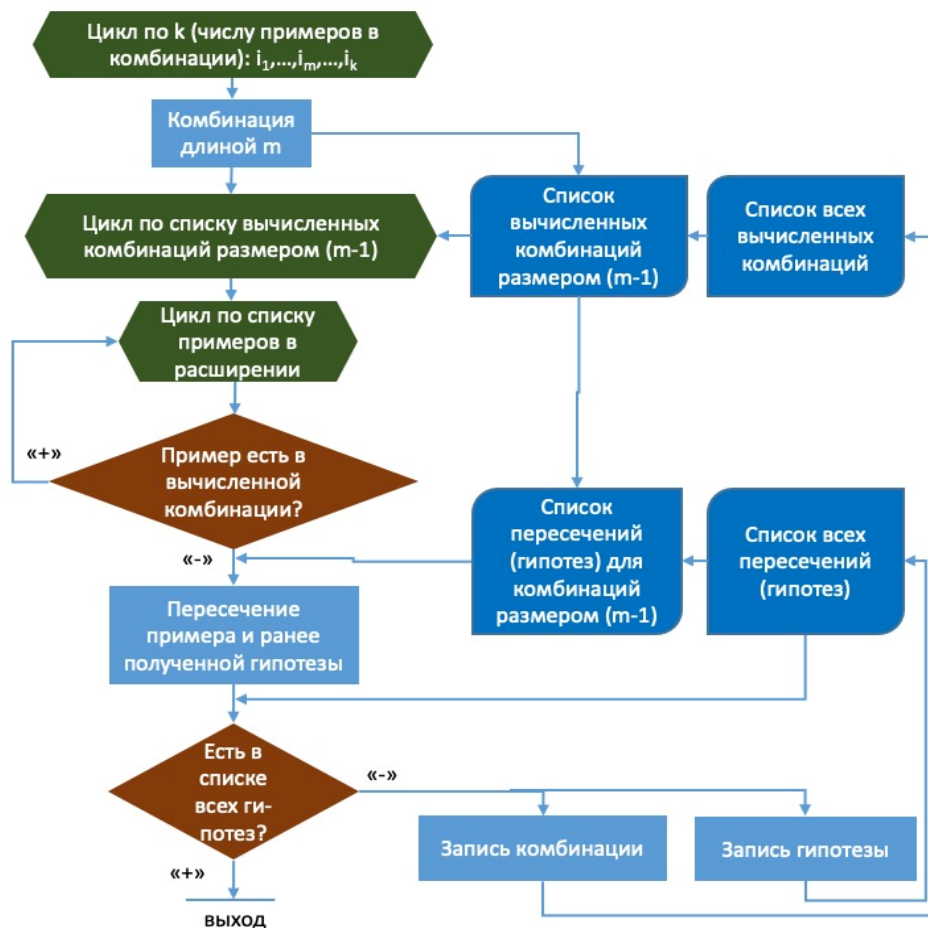 Цикл по k (числу примеров в
комбинации): i₁,...,iₘ,...,iₖ
Комбинация
длиной m
Цикл по списку вычисленных
комбинаций размером (m-1)
Список
вычисленных
комбинаций
размером (m-1)
Список всех
вычисленных
комбинаций
Цикл по списку
примеров в
расширении
«+»
Пример есть в
вычисленной
комбинации?
«-»
Список
пересечений
(гипотез) для
комбинаций
размером (m-1)
Список всех
пересечений
(гипотез)
Пересечение
примера и ранее
полученной гипотезы
Есть в
списке
всех ги-
потез?
«-»
Запись комбинации
Запись гипотезы
«+»
выход